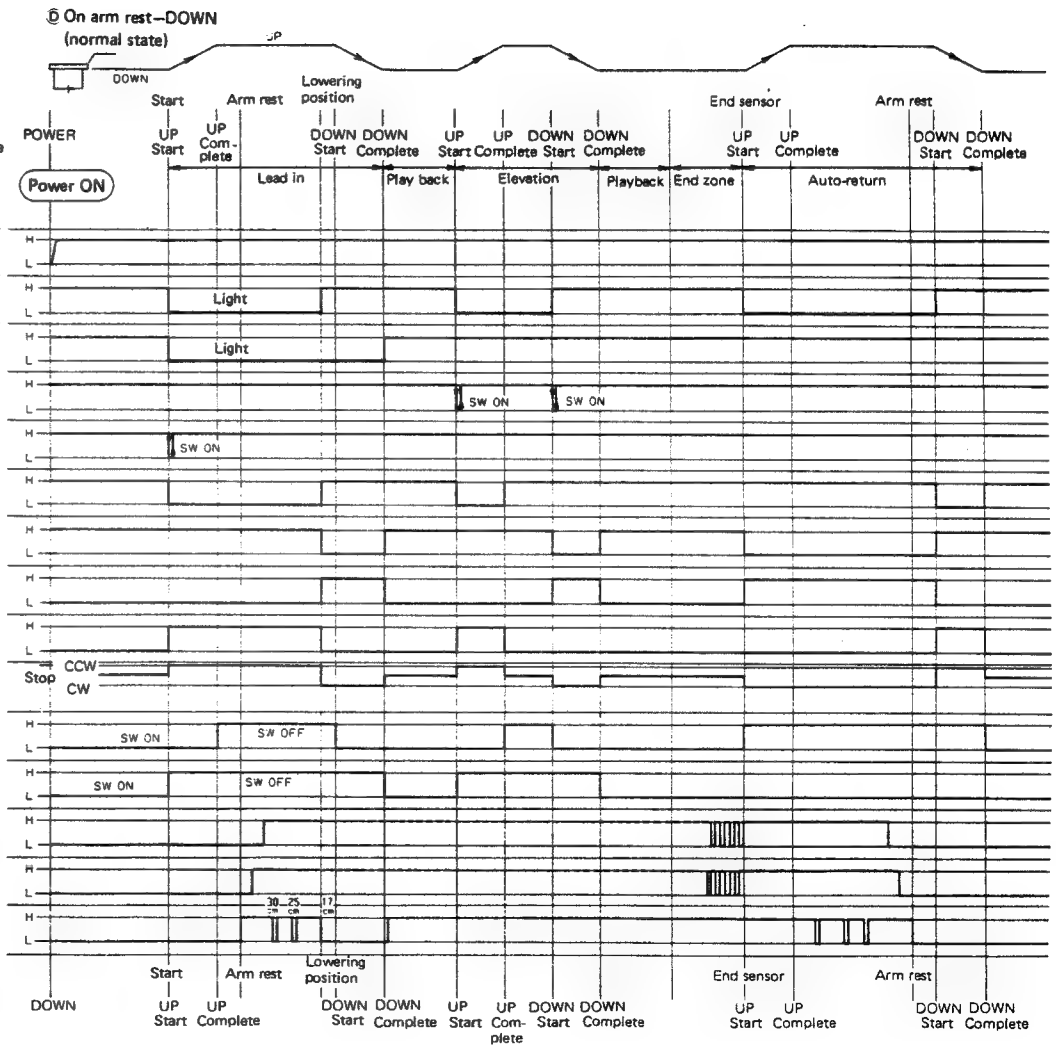 Ⓓ On arm rest—DOWN
(normal state)
UP
DOWN
Lowering
position
Start Arm rest End sensor Arm rest
POWER UP Start UP Com-plete DOWN Start DOWN Complete UP Start UP Complete DOWN Start DOWN Complete UP Start UP Complete DOWN Start DOWN Complete
e
Power ON
Lead in Play back Elevation Playback End zone Auto-return
H
L
H
Light
L
H
Light
L
H
L SW ON SW ON
H
L SW ON
H
L
H
L
H
L
H
L
CCW
Stop
CW
H
SW ON SW OFF
L
H
SW ON SW OFF
L
H
L
H
L
30 cm 25 cm 17 cm
H
L
Start Arm rest Lowering position End sensor Arm rest
DOWN UP Start UP Complete DOWN Start DOWN Complete UP Start UP Com-plete DOWN Start DOWN Complete UP Start UP Complete DOWN Start DOWN Complete